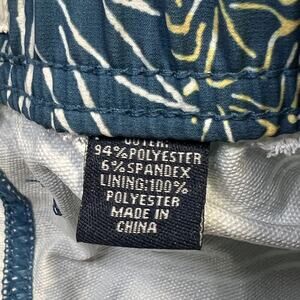 OUTER:
94%POLYESTER
6%SPANDEX
LINING:100%
POLYESTER
MADE IN
CHINA